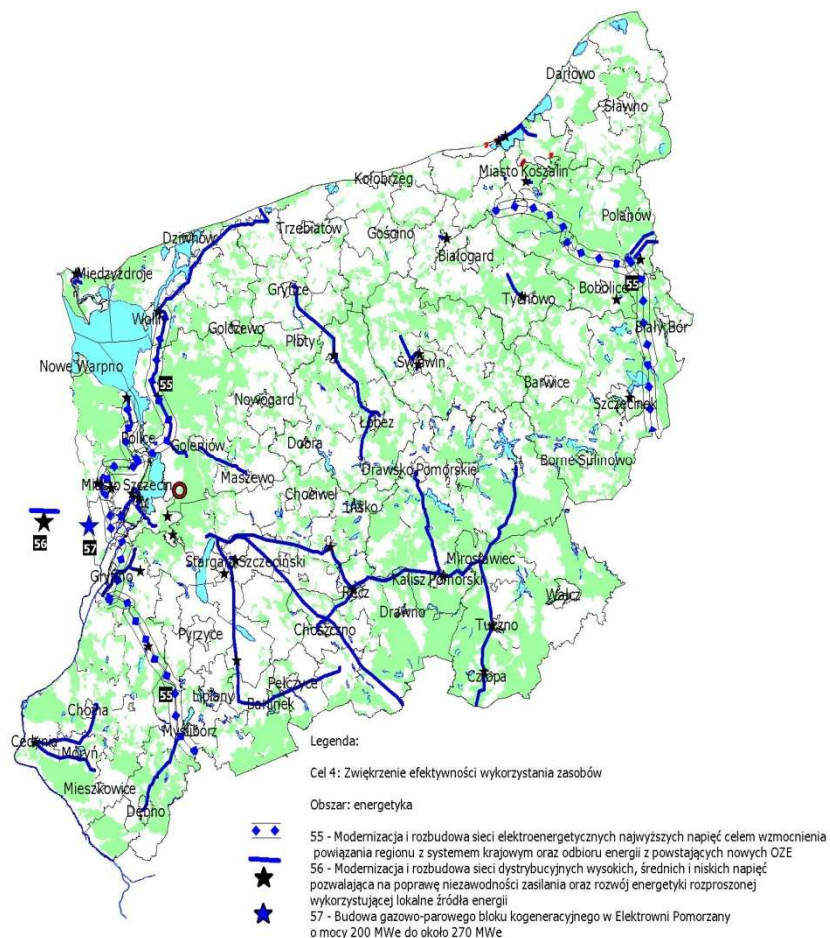 Darłowo
Sławno
Miasto Koszalin
Kołobrzeg
Polanów
Trzebiatów
Gościno
Dziwnów
Białogard
Międzyzdroje
55
Bobolice
Gryfice
Tychowo
Wolin
Golczewo
Biały Bór
Płoty
Świdwin
Nowe Warpno
Barwice
55
Nowogard
Szczecinek
Łobez
Police
Goleniów
Dobra
Borne Sulinowo
Drawsko Pomorskie
Maszewo
Miasto Szczecin
Chociwel
Ińsko
56
57
Mirosławiec
Stargard Szczeciński
Gryfino
Kalisz Pomorski
Recz
Wałcz
Drawno
Tuczno
Choszczno
Pyrzyce
Człopa
Pełczyce
55
Lipiany
Barlinek
Chojna
Myślibórz
Cedynia
Moryń
Mieszkowice
Dębno
Legenda:
Cel 4: Zwiękrzenie efektywności wykorzystania zasobów
Obszar: energetyka
55 - Modernizacja i rozbudowa sieci elektroenergetycznych najwyższych napięć celem wzmocnienia
powiązania regionu z systemem krajowym oraz odbioru energii z powstających nowych OZE
56 - Modernizacja i rozbudowa sieci dystrybucyjnych wysokich, średnich i niskich napięć
pozwalająca na poprawę niezawodności zasilania oraz rozwój energetyki rozproszonej
wykorzystującej lokalne źródła energii
57 - Budowa gazowo-parowego bloku kogeneracyjnego w Elektrowni Pomorzany
o mocy 200 MWe do około 270 MWe